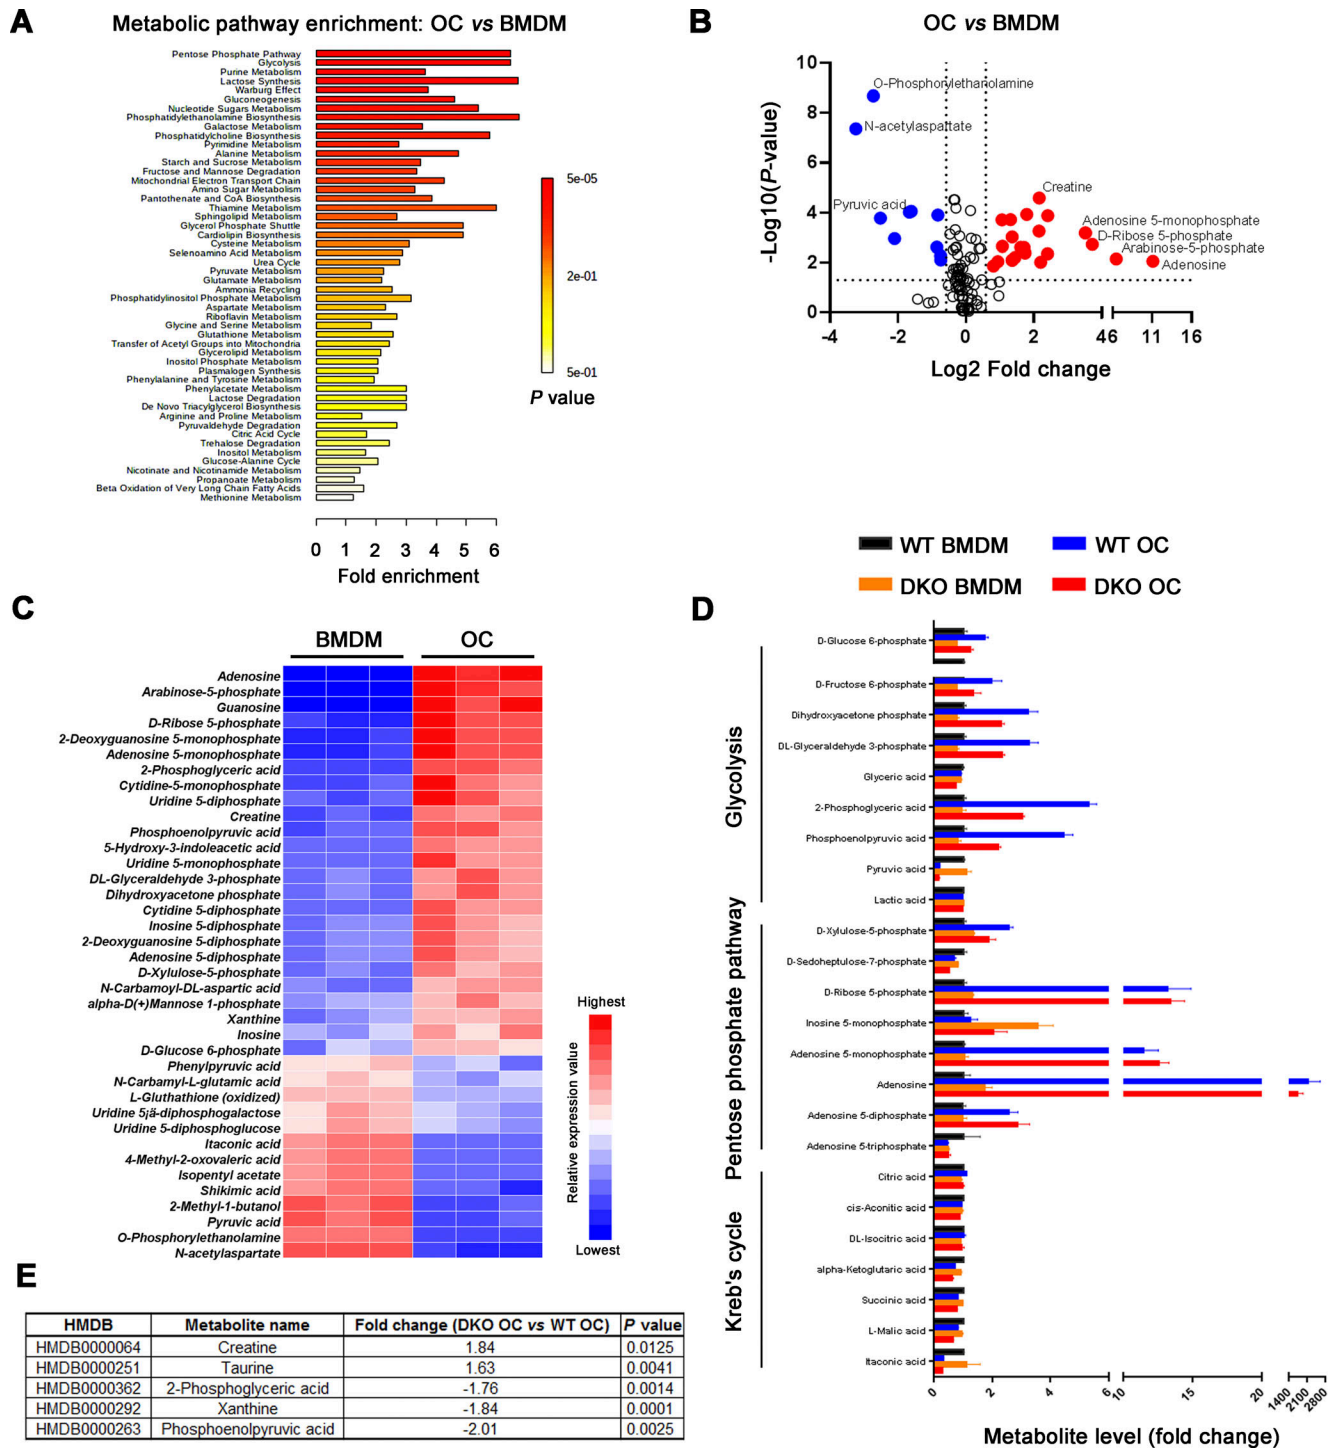 A
Metabolic pathway enrichment: OC vs BMDM
Pentose Phosphate Pathway
Glycolysis
Purine Metabolism
Lactose Synthesis
Warburg Effect
Gluconeogenesis
Nucleotide Sugars Metabolism
Phosphatidylethanolamine Biosynthesis
Galactose Metabolism
Phosphatidylcholine Biosynthesis
Pyrimidine Metabolism
Alanine Metabolism
Starch and Sucrose Metabolism
Fructose and Mannose Degradation
Mitochondrial Electron Transport Chain
Amino Sugar Metabolism
Pantothenate and CoA Biosynthesis
Thiamine Metabolism
Sphingolipid Metabolism
Glycerol Phosphate Shuttle
Cardiolipin Biosynthesis
Cysteine Metabolism
Selenoamino Acid Metabolism
Urea Cycle
Pyruvate Metabolism
Glutamate Metabolism
Ammonia Recycling
Phosphatidylinositol Phosphate Metabolism
Aspartate Metabolism
Riboflavin Metabolism
Glycine and Serine Metabolism
Glutathione Metabolism
Transfer of Acetyl Groups into Mitochondria
Glycerolipid Metabolism
Inositol Phosphate Metabolism
Plasmalogen Synthesis
Phenylalanine and Tyrosine Metabolism
Phenylacetate Metabolism
Lactose Degradation
De Novo Triacylglycerol Biosynthesis
Arginine and Proline Metabolism
Pyruvaldehyde Degradation
Citric Acid Cycle
Trehalose Degradation
Inositol Metabolism
Glucose-Alanine Cycle
Nicotinate and Nicotinamide Metabolism
Propanoate Metabolism
Beta Oxidation of Very Long Chain Fatty Acids
Methionine Metabolism
0 1 2 3 4 5 6
Fold enrichment
5e-05
2e-01
5e-01
P value
B
OC vs BMDM
-Log10(P-value)
10
8
6
4
2
0
O-Phosphorylethanolamine
N-acetylaspartate
Pyruvic acid
Creatine
Adenosine 5-monophosphate
D-Ribose 5-phosphate
Arabinose-5-phosphate
Adenosine
-4 -2 0 2 4 6 11 16
Log2 Fold change
C
BMDM OC
Adenosine
Arabinose-5-phosphate
Guanosine
D-Ribose 5-phosphate
2-Deoxyguanosine 5-monophosphate
Adenosine 5-monophosphate
2-Phosphoglyceric acid
Cytidine-5-monophosphate
Uridine 5-diphosphate
Creatine
Phosphoenolpyruvic acid
5-Hydroxy-3-indoleacetic acid
Uridine 5-monophosphate
DL-Glyceraldehyde 3-phosphate
Dihydroxyacetone phosphate
Cytidine 5-diphosphate
Inosine 5-diphosphate
2-Deoxyguanosine 5-diphosphate
Adenosine 5-diphosphate
D-Xylulose-5-phosphate
N-Carbamoyl-DL-aspartic acid
alpha-D(+)Mannose 1-phosphate
Xanthine
Inosine
D-Glucose 6-phosphate
Phenylpyruvic acid
N-Carbamyl-L-glutamic acid
L-Gluthathione (oxidized)
Uridine 5¡ä-diphosphogalactose
Uridine 5-diphosphoglucose
Itaconic acid
4-Methyl-2-oxovaleric acid
Isopentyl acetate
Shikimic acid
2-Methyl-1-butanol
Pyruvic acid
O-Phosphorylethanolamine
N-acetylaspartate
Highest
Relative expression value
Lowest
WT BMDM WT OC
DKO BMDM DKO OC
D
Glycolysis
D-Glucose 6-phosphate
D-Fructose 6-phosphate
Dihydroxyacetone phosphate
DL-Glyceraldehyde 3-phosphate
Glyceric acid
2-Phosphoglyceric acid
Phosphoenolpyruvic acid
Pyruvic acid
Lactic acid
Pentose phosphate pathway
D-Xylulose-5-phosphate
D-Sedoheptulose-7-phosphate
D-Ribose 5-phosphate
Inosine 5-monophosphate
Adenosine 5-monophosphate
Adenosine
Adenosine 5-diphosphate
Adenosine 5-triphosphate
Kreb's cycle
Citric acid
cis-Aconitic acid
DL-Isocitric acid
alpha-Ketoglutaric acid
Succinic acid
L-Malic acid
Itaconic acid
0 2 4 6 10 15 20 1400 2100 2800
Metabolite level (fold change)
E
HMDB Metabolite name Fold change (DKO OC vs WT OC) P value
HMDB0000064 Creatine 1.84 0.0125
HMDB0000251 Taurine 1.63 0.0041
HMDB0000362 2-Phosphoglyceric acid -1.76 0.0014
HMDB0000292 Xanthine -1.84 0.0001
HMDB0000263 Phosphoenolpyruvic acid -2.01 0.0025